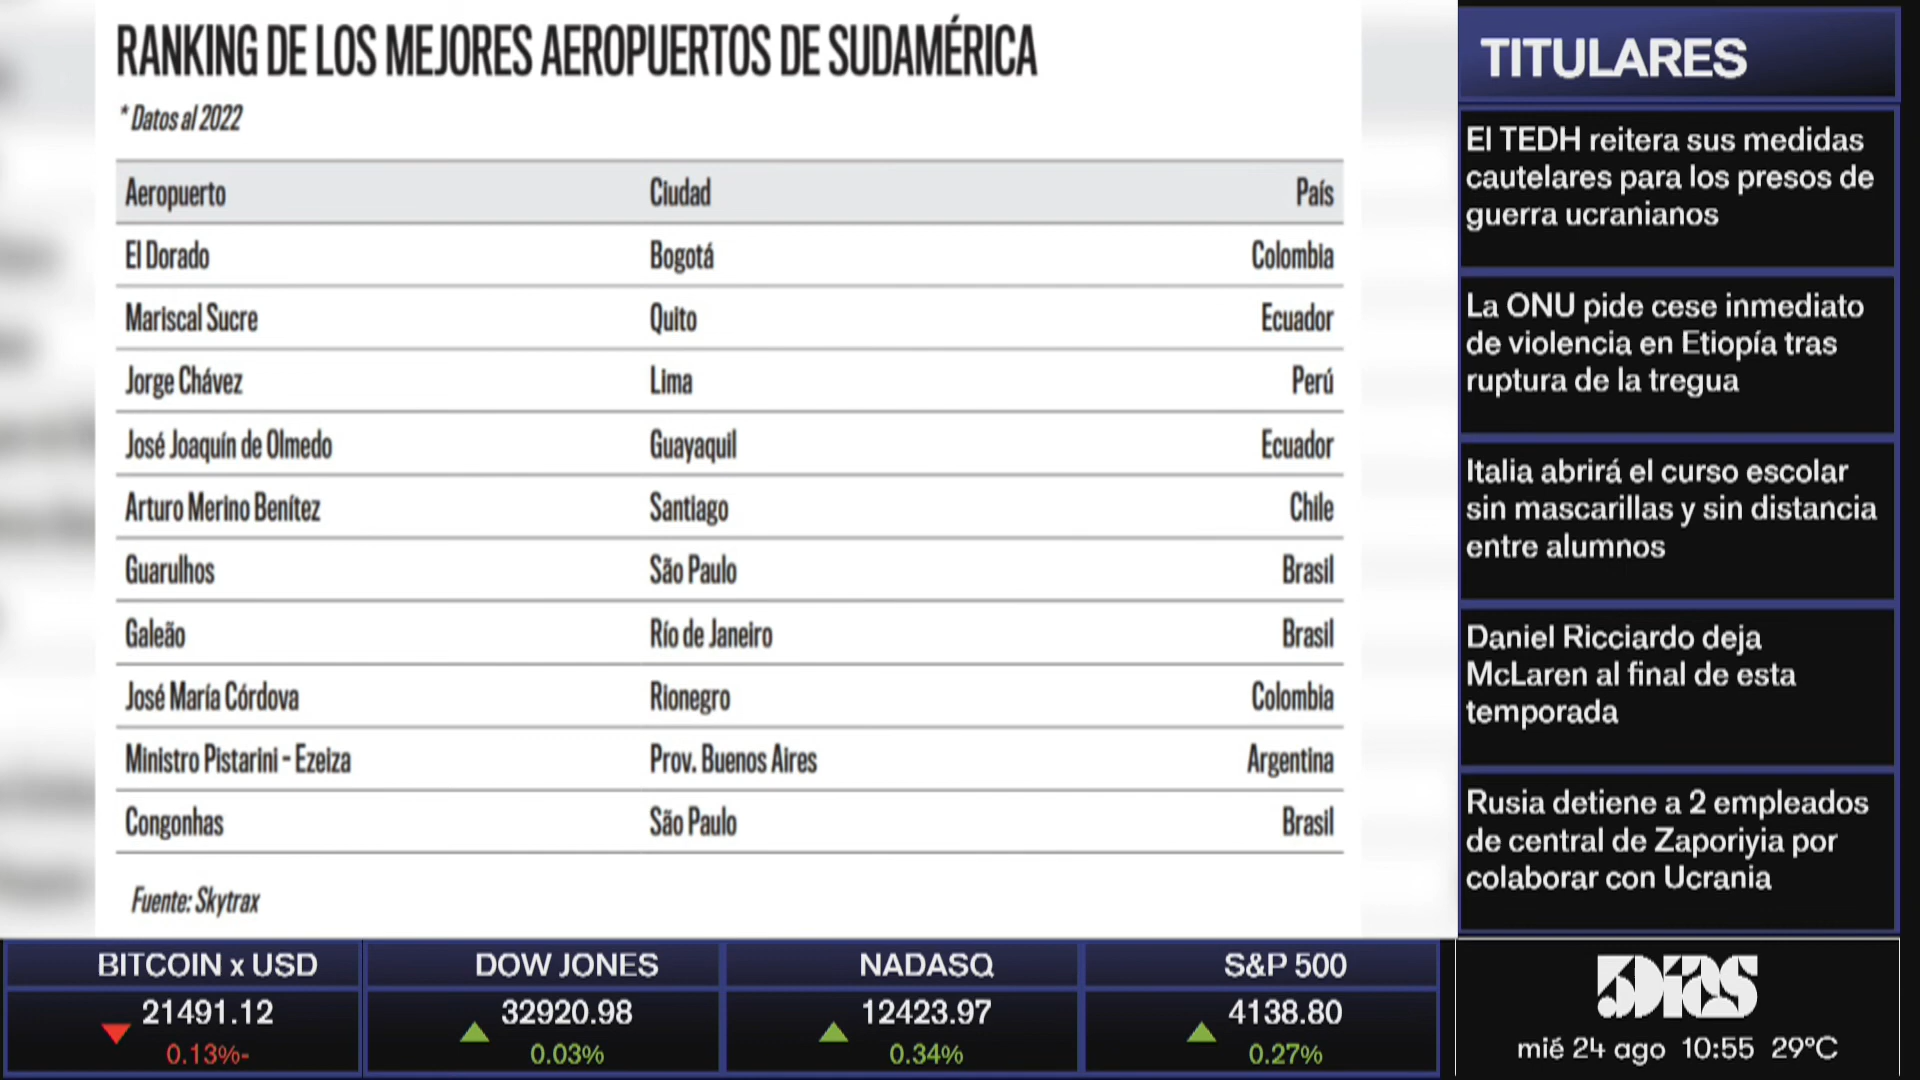 RANKING DE LOS MEJORES AEROPUERTOS DE SUDAMÉRICA
* Datos al 2022
Aeropuerto Ciudad País
El Dorado Bogotá Colombia
Mariscal Sucre Quito Ecuador
Jorge Chávez Lima Perú
José Joaquín de Olmedo Guayaquil Ecuador
Arturo Merino Benítez Santiago Chile
Guarulhos São Paulo Brasil
Galeão Río de Janeiro Brasil
José María Córdova Rionegro Colombia
Ministro Pistarini - Ezeiza Prov. Buenos Aires Argentina
Congonhas São Paulo Brasil
Fuente: Skytrax
TITULARES
El TEDH reitera sus medidas
cautelares para los presos de
guerra ucranianos
La ONU pide cese inmediato
de violencia en Etiopía tras
ruptura de la tregua
Italia abrirá el curso escolar
sin mascarillas y sin distancia
entre alumnos
Daniel Ricciardo deja
McLaren al final de esta
temporada
Rusia detiene a 2 empleados
de central de Zaporiyia por
colaborar con Ucrania
BITCOIN x USD DOW JONES NADASQ S&P 500
21491.12 32920.98 12423.97 4138.80
0.13%- 0.03% 0.34% 0.27%
5Días
mié 24 ago 10:55 29°C